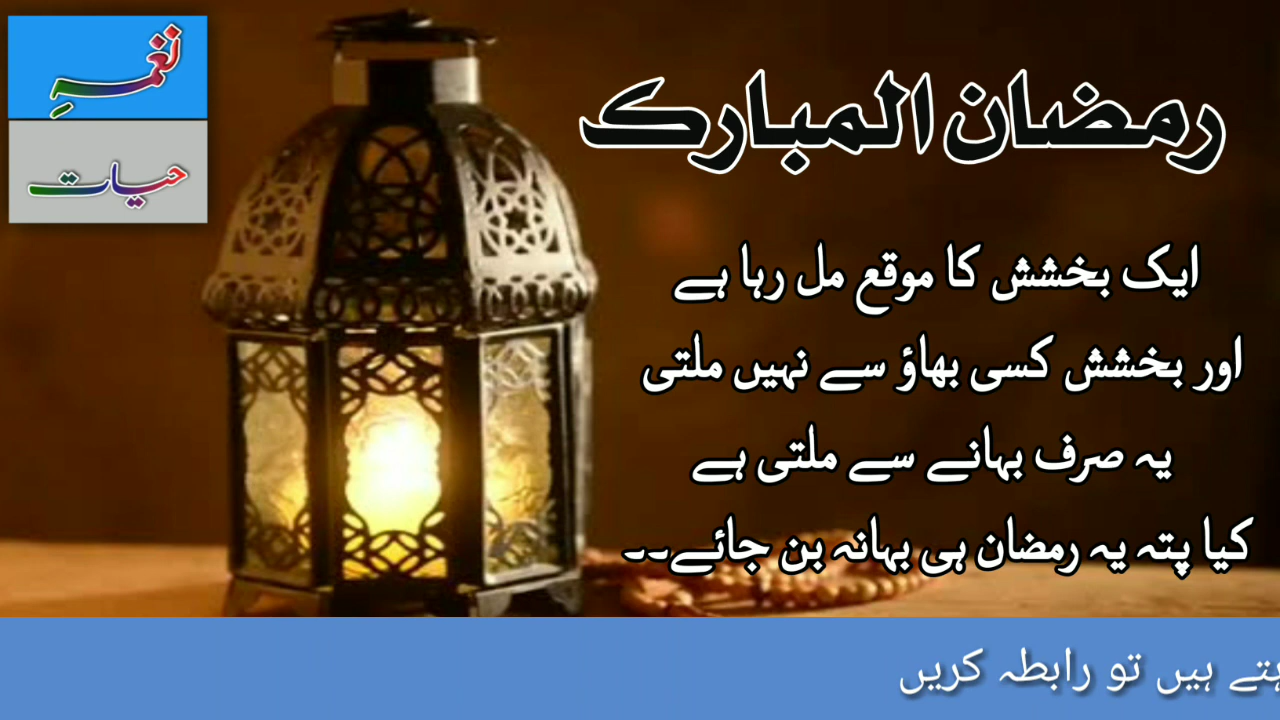 نغمہِ
حیات
رمضان المبارک
ایک بخشش کا موقع مل رہا ہے
اور بخشش کسی بھاؤ سے نہیں ملتی
یہ صرف بہانے سے ملتی ہے
کیا پتہ یہ رمضان ہی بہانہ بن جائے۔۔
ہیں تو رابطہ کریں